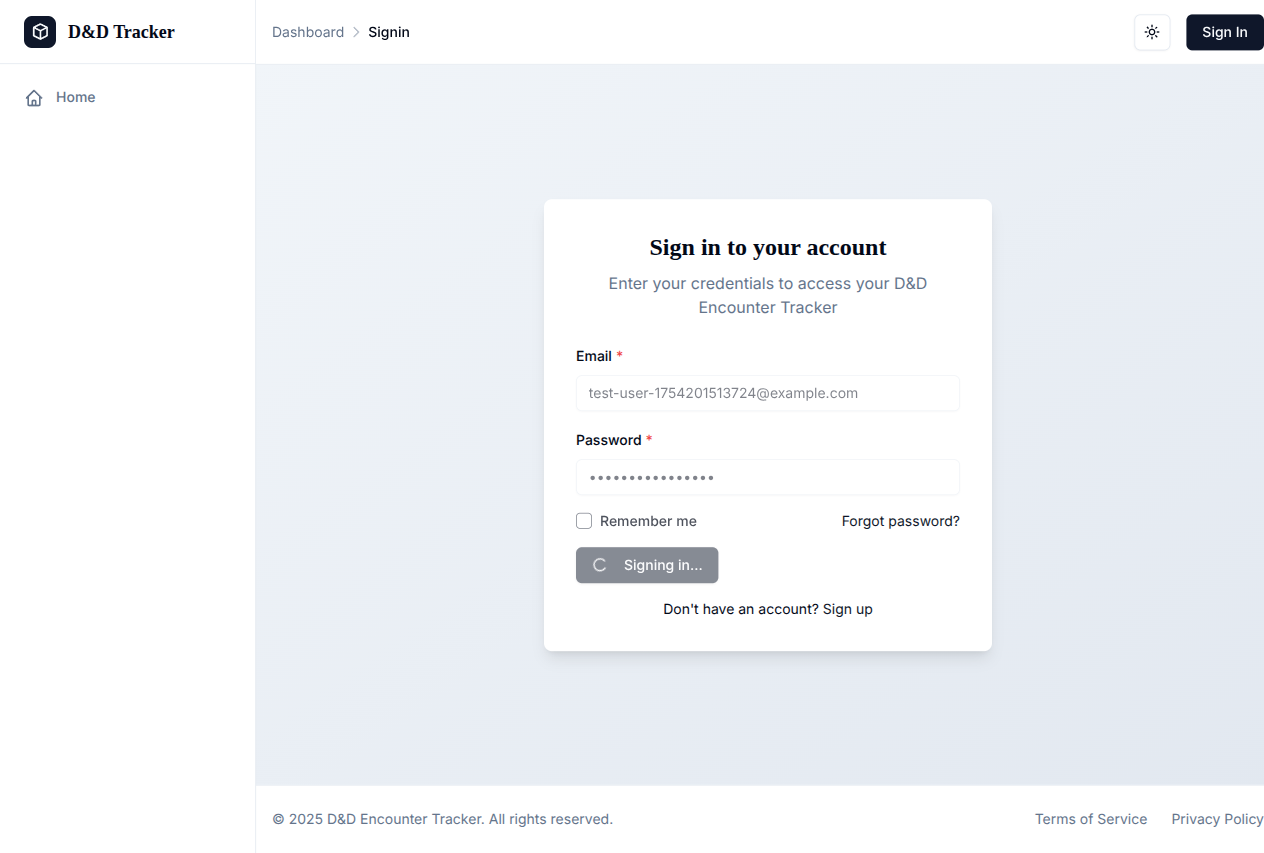 D&D Tracker
Dashboard
Signin
Sign In
Home
Sign in to your account
Enter your credentials to access your D&D
Encounter Tracker
Email *
test-user-1754201513724@example.com
Password *
••••••••••••••••
Remember me
Forgot password?
Signing in...
Don't have an account? Sign up
© 2025 D&D Encounter Tracker. All rights reserved.
Terms of Service
Privacy Policy